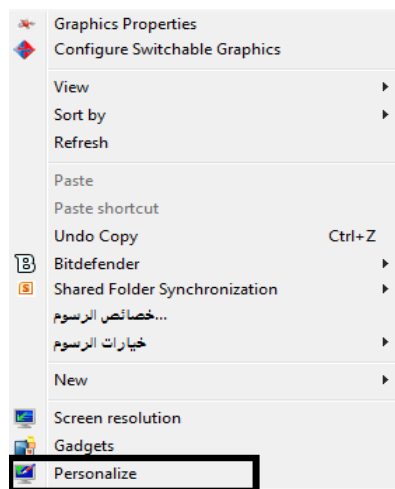 Graphics Properties
Configure Switchable Graphics
View
Sort by
Refresh
Paste
Paste shortcut
Undo Copy Ctrl+Z
Bitdefender
Shared Folder Synchronization
خصائص الرسوم...
خيارات الرسوم
New
Screen resolution
Gadgets
Personalize